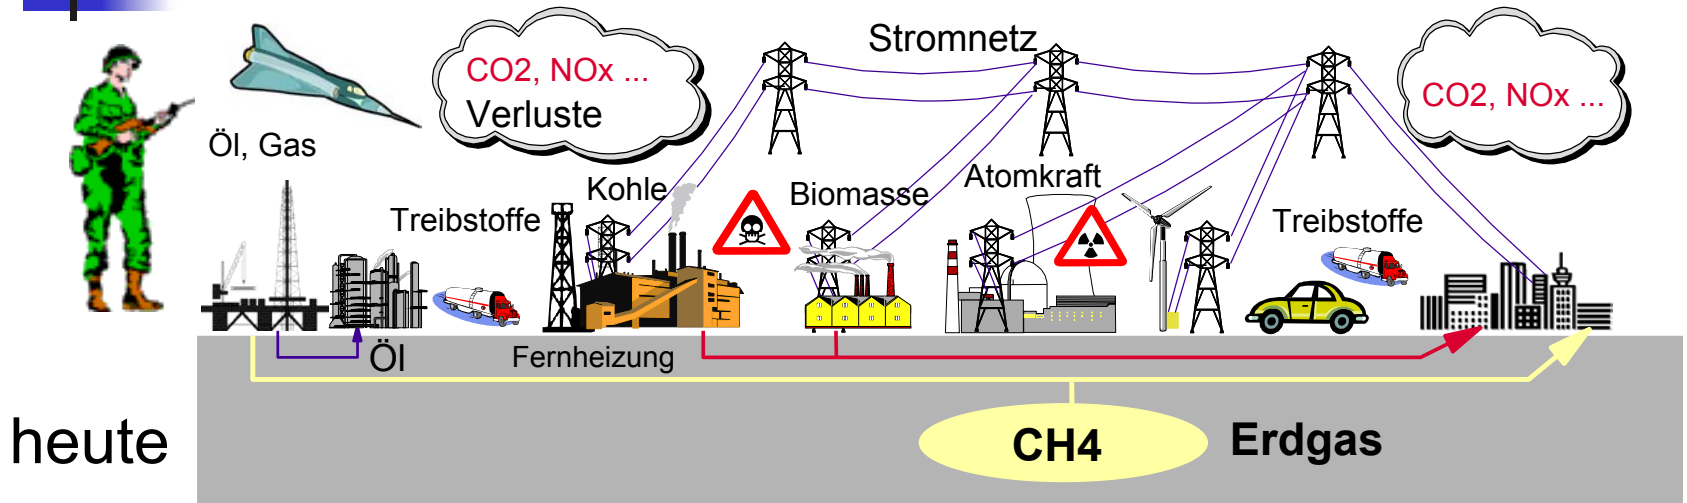 Stromnetz
CO2, NOx ...
Verluste
CO2, NOx ...
Öl, Gas
Kohle
Biomasse
Atomkraft
Treibstoffe
Treibstoffe
Öl
Fernheizung
heute
CH4
Erdgas